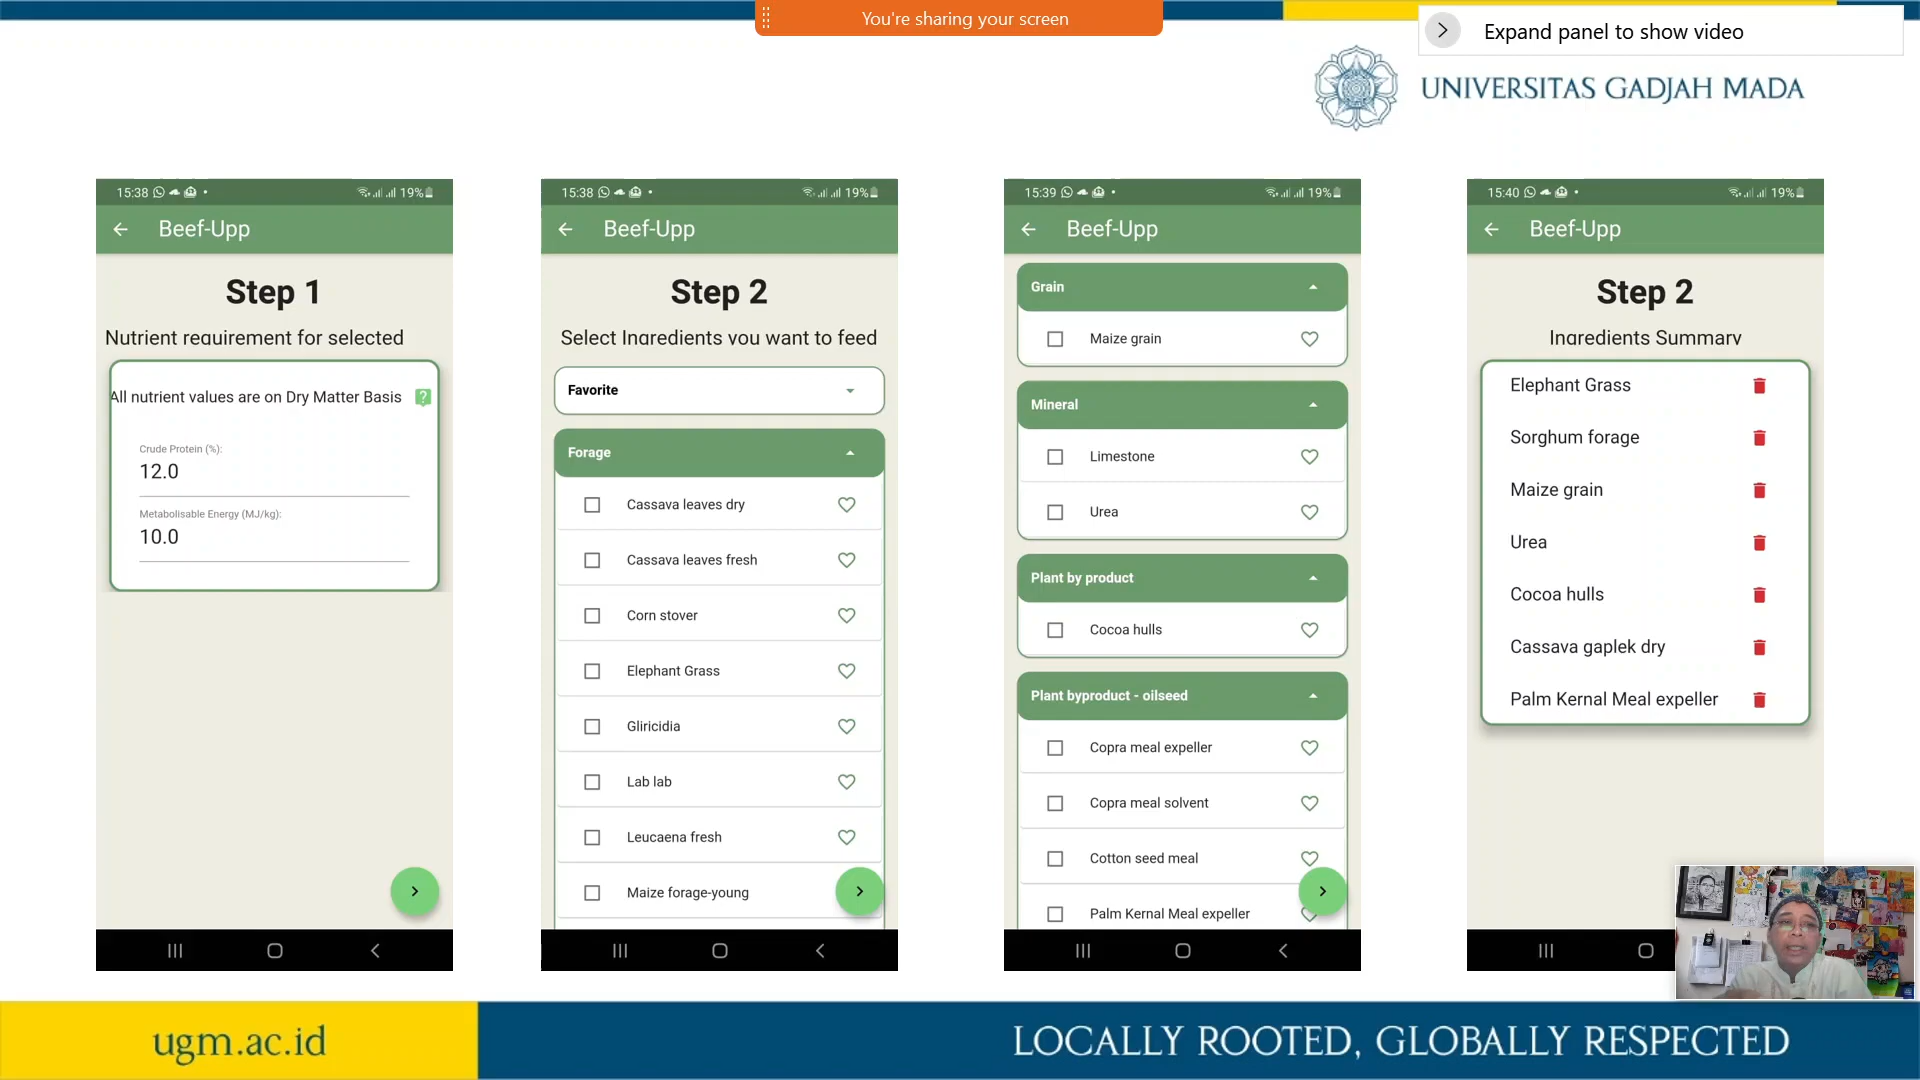 You're sharing your screen
Expand panel to show video
UNIVERSITAS GADJAH MADA
15:38
19%
Beef-Upp
Step 1
Nutrient requirement for selected
All nutrient values are on Dry Matter Basis
Crude Protein (%):
12.0
Metabolisable Energy (MJ/kg):
10.0
15:38
19%
Beef-Upp
Step 2
Select Ingredients you want to feed
Favorite
Forage
Cassava leaves dry
Cassava leaves fresh
Corn stover
Elephant Grass
Gliricidia
Lab lab
Leucaena fresh
Maize forage-young
15:39
19%
Beef-Upp
Grain
Maize grain
Mineral
Limestone
Urea
Plant by product
Cocoa hulls
Plant byproduct - oilseed
Copra meal expeller
Copra meal solvent
Cotton seed meal
Palm Kernal Meal expeller
15:40
19%
Beef-Upp
Step 2
Ingredients Summary
Elephant Grass
Sorghum forage
Maize grain
Urea
Cocoa hulls
Cassava gaplek dry
Palm Kernal Meal expeller
ugm.ac.id
LOCALLY ROOTED, GLOBALLY RESPECTED